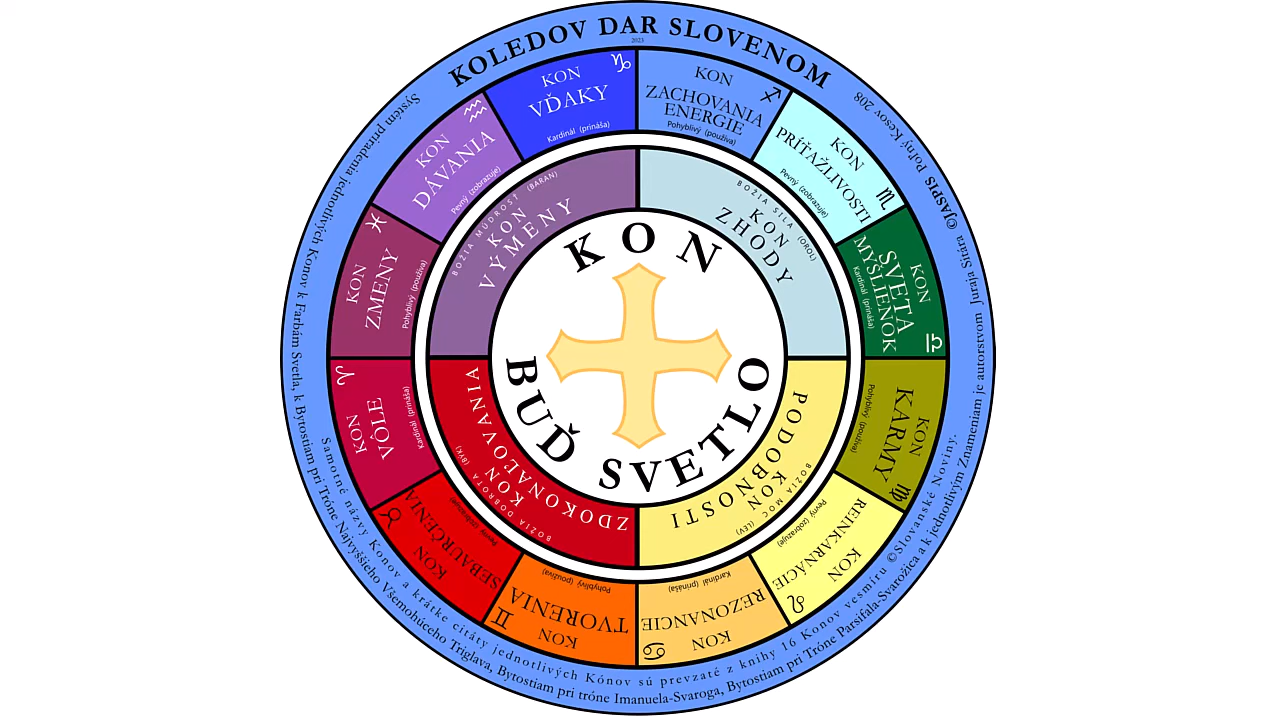 KOLEDOV DAR SLOVENOM
2023
Systém priradenia jednotlivých Konov k Farbám Svetla, k Bytostiam pri Tróne Najvyššieho Všemohúceho Triglava, Bytostiam pri tróne Imanuela-Svaroga, Bytostiam pri Tróne Parsifala-Svarožica a k jednotlivým Znameniam je autorstvom Juraja Sitára ©JASPIS Poľný Kesov 208
Samotné názvy Konov a krátke citáty jednotlivých Kónov sú prevzaté z knihy 16 Konov vesmíru ©Slovanské Noviny.
KON
ZACHOVANIA
ENERGIE
Pohyblivý (používa)
♐
KON
PRÍŤAŽLIVOSTI
Pevný (zobrazuje)
♏
KON
SVETA
MYŠLIENOK
Kardinál (prináša)
♎
KON
KARMY
Pohyblivý (používa)
♍
KON
REINKARNÁCIE
Pevný (zobrazuje)
♌
KON
REZONANCIE
Kardinál (prináša)
♋
KON
TVORENIA
Pohyblivý (používa)
♊
KON
SEBAURČENIA
Pevný (zobrazuje)
♉
KON
VÔLE
Kardinál (prináša)
♈
KON
ZMENY
Pohyblivý (používa)
♓
KON
DÁVANIA
Pevný (zobrazuje)
♒
KON
VĎAKY
Kardinál (prináša)
♑
BOŽIA SILA (OROL)
KON
ZHODY
BOŽIA MOC (LEV)
KON
PODOBNOSTI
BOŽIA DOBROTA (BÝK)
KON
ZDOKONAĽOVANIA
BOŽIA MÚDROSŤ (BARAN)
KON
VÝMENY
KON
BUĎ SVETLO